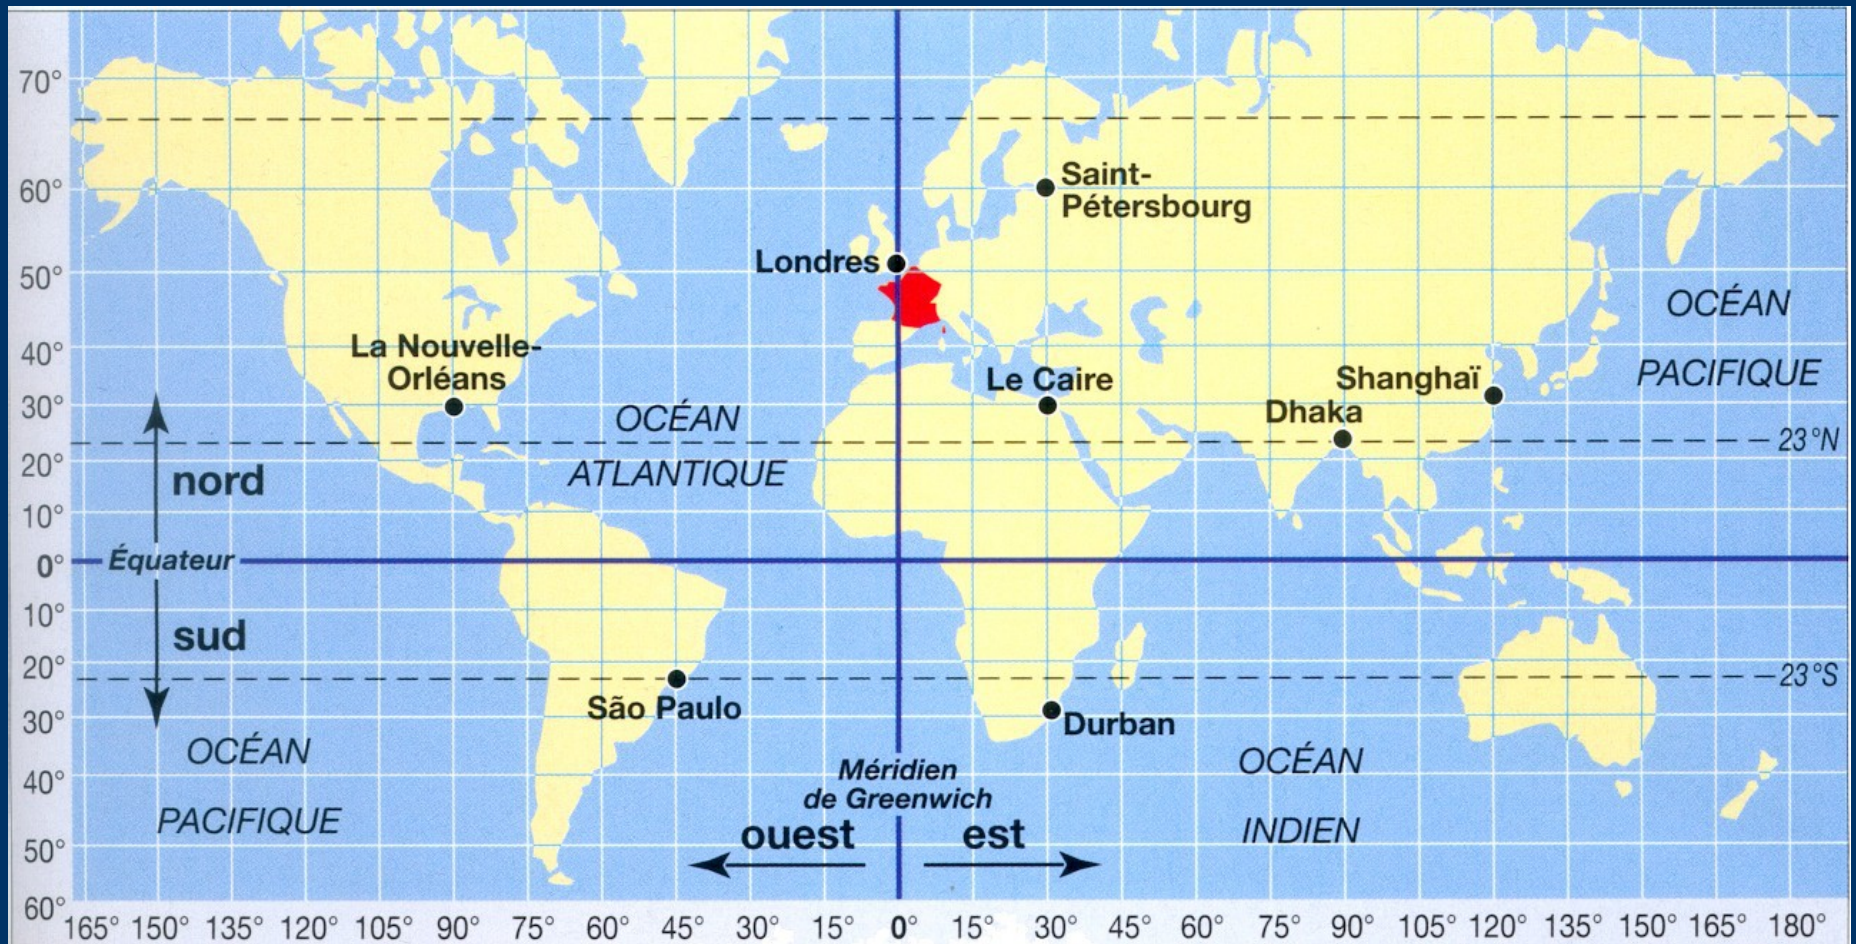 70°
60°
Saint-
Pétersbourg
Londres
50°
OCÉAN
PACIFIQUE
40°
La Nouvelle-
Orléans
Le Caire
Shanghaï
Dhaka
30°
OCÉAN
ATLANTIQUE
23°N
20°
nord
10°
0°
Équateur
10°
sud
20°
23°S
São Paulo
Durban
30°
OCÉAN
PACIFIQUE
40°
Méridien
de Greenwich
OCÉAN
INDIEN
ouest est
50°
60°
165° 150° 135° 120° 105° 90° 75° 60° 45° 30° 15° 0° 15° 30° 45° 60° 75° 90° 105° 120° 135° 150° 165° 180°